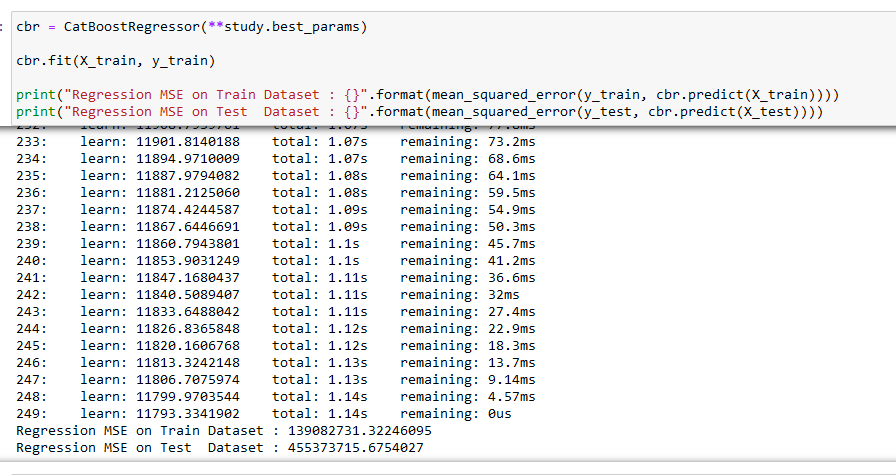 cbr = CatBoostRegressor(**study.best_params)
cbr.fit(X_train, y_train)
print("Regression MSE on Train Dataset : {}".format(mean_squared_error(y_train, cbr.predict(X_train))))
print("Regression MSE on Test  Dataset : {}".format(mean_squared_error(y_test, cbr.predict(X_test))))
233:    learn: 11901.8140188    total: 1.07s    remaining: 73.2ms
234:    learn: 11894.9710009    total: 1.07s    remaining: 68.6ms
235:    learn: 11887.9794082    total: 1.08s    remaining: 64.1ms
236:    learn: 11881.2125060    total: 1.08s    remaining: 59.5ms
237:    learn: 11874.4244587    total: 1.09s    remaining: 54.9ms
238:    learn: 11867.6446691    total: 1.09s    remaining: 50.3ms
239:    learn: 11860.7943801    total: 1.1s     remaining: 45.7ms
240:    learn: 11853.9031249    total: 1.1s     remaining: 41.2ms
241:    learn: 11847.1680437    total: 1.11s    remaining: 36.6ms
242:    learn: 11840.5089407    total: 1.11s    remaining: 32ms
243:    learn: 11833.6488042    total: 1.11s    remaining: 27.4ms
244:    learn: 11826.8365848    total: 1.12s    remaining: 22.9ms
245:    learn: 11820.1606768    total: 1.12s    remaining: 18.3ms
246:    learn: 11813.3242148    total: 1.13s    remaining: 13.7ms
247:    learn: 11806.7075974    total: 1.13s    remaining: 9.14ms
248:    learn: 11799.9703544    total: 1.14s    remaining: 4.57ms
249:    learn: 11793.3341902    total: 1.14s    remaining: 0us
Regression MSE on Train Dataset : 139082731.32246095
Regression MSE on Test  Dataset : 455373715.6754027